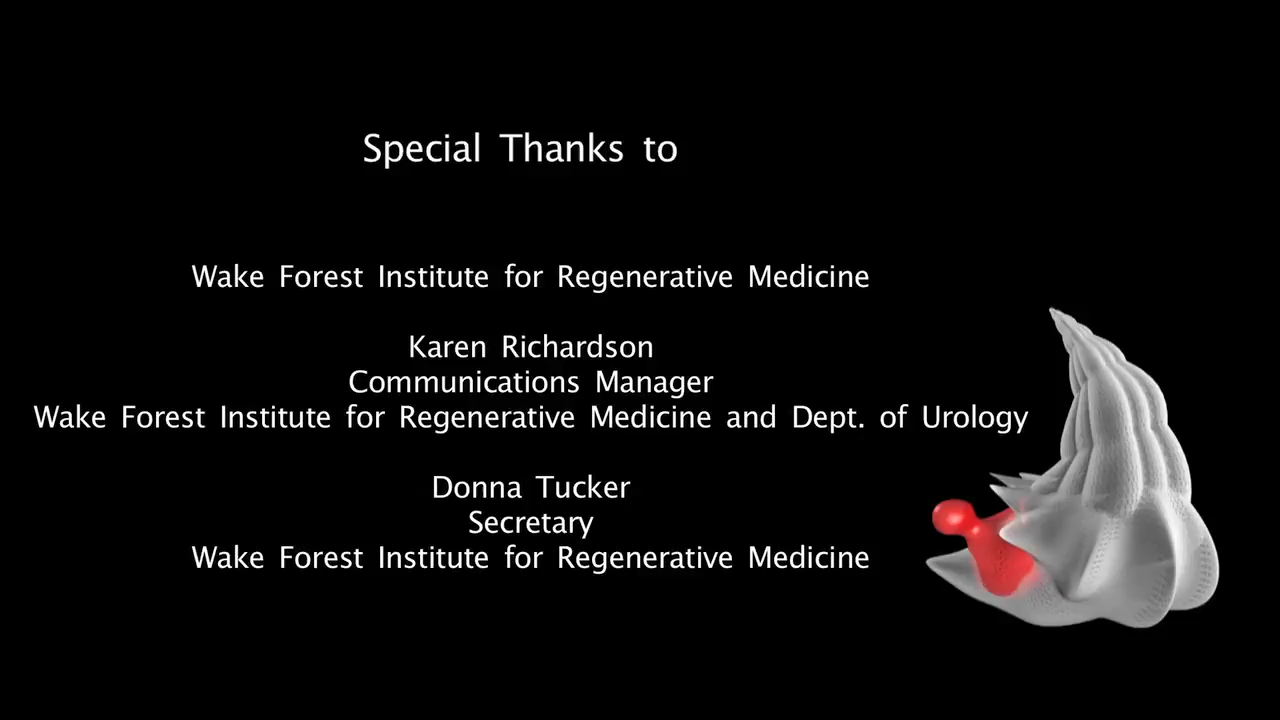 Special Thanks to
Wake Forest Institute for Regenerative Medicine
Karen Richardson
Communications Manager
Wake Forest Institute for Regenerative Medicine and Dept. of Urology
Donna Tucker
Secretary
Wake Forest Institute for Regenerative Medicine